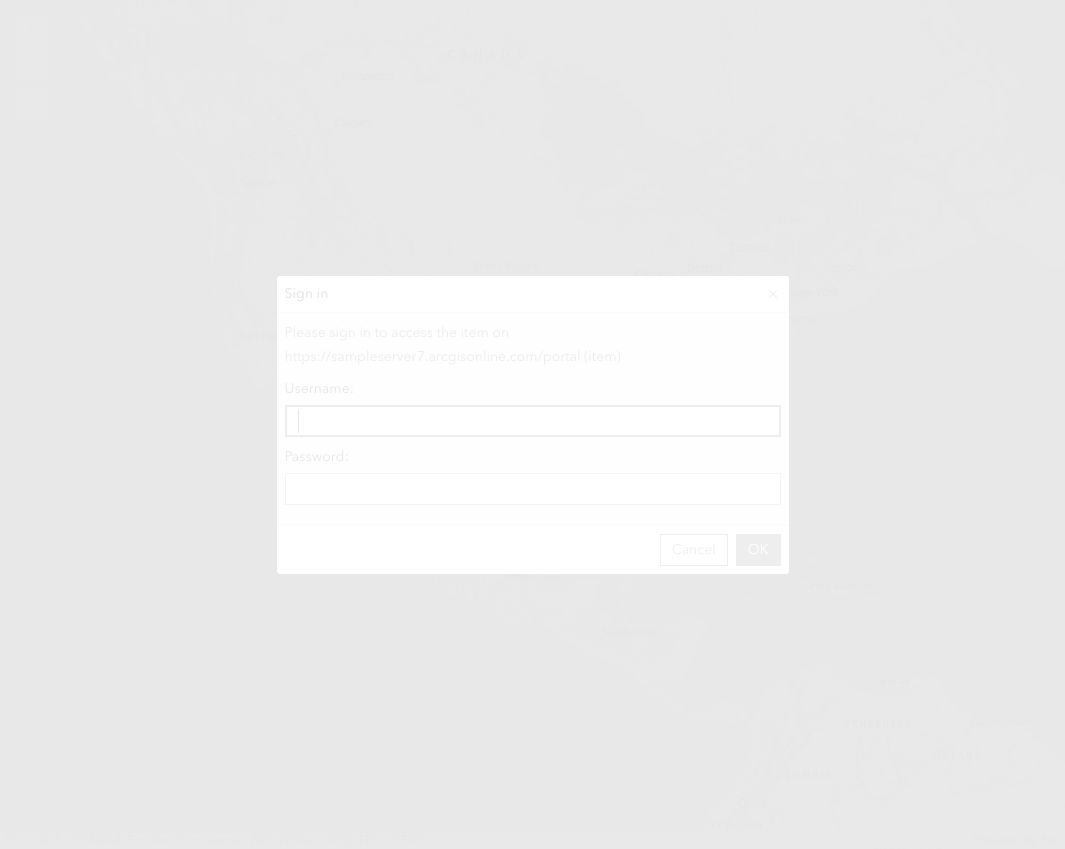 Sign in
×
Please sign in to access the item on
https://sampleserver7.arcgisonline.com/portal (item)
Username:
Password:
Cancel OK